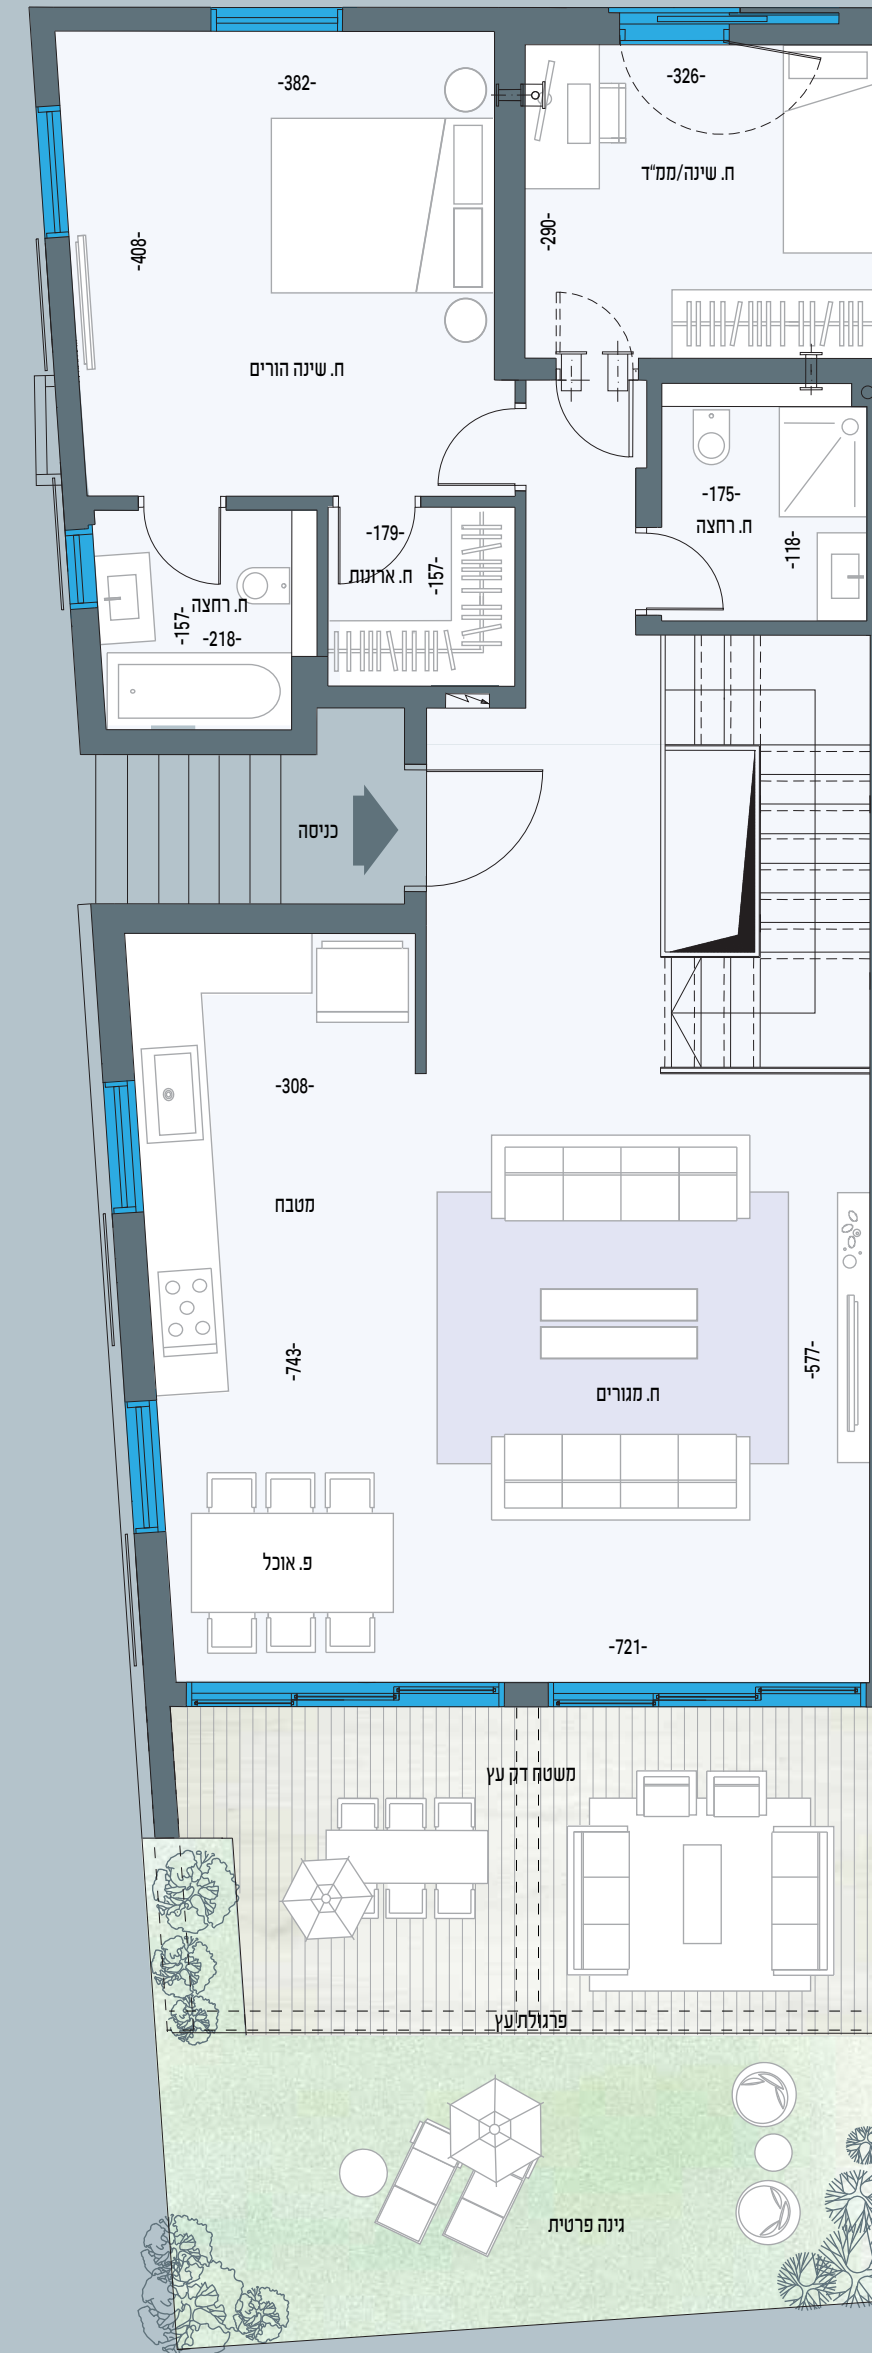 -382-
-326-
ח. שינה/ממ"ד
-290-
-408-
ח. שינה הורים
-175-
ח. רחצה
-118-
-179-
ח. ארונות
-157-
ח. רחצה
-157-
-218-
כניסה
-308-
מטבח
-743-
-577-
ח. מגורים
פ. אוכל
-721-
משטח דק עץ
פרגולת עץ
גינה פרטית